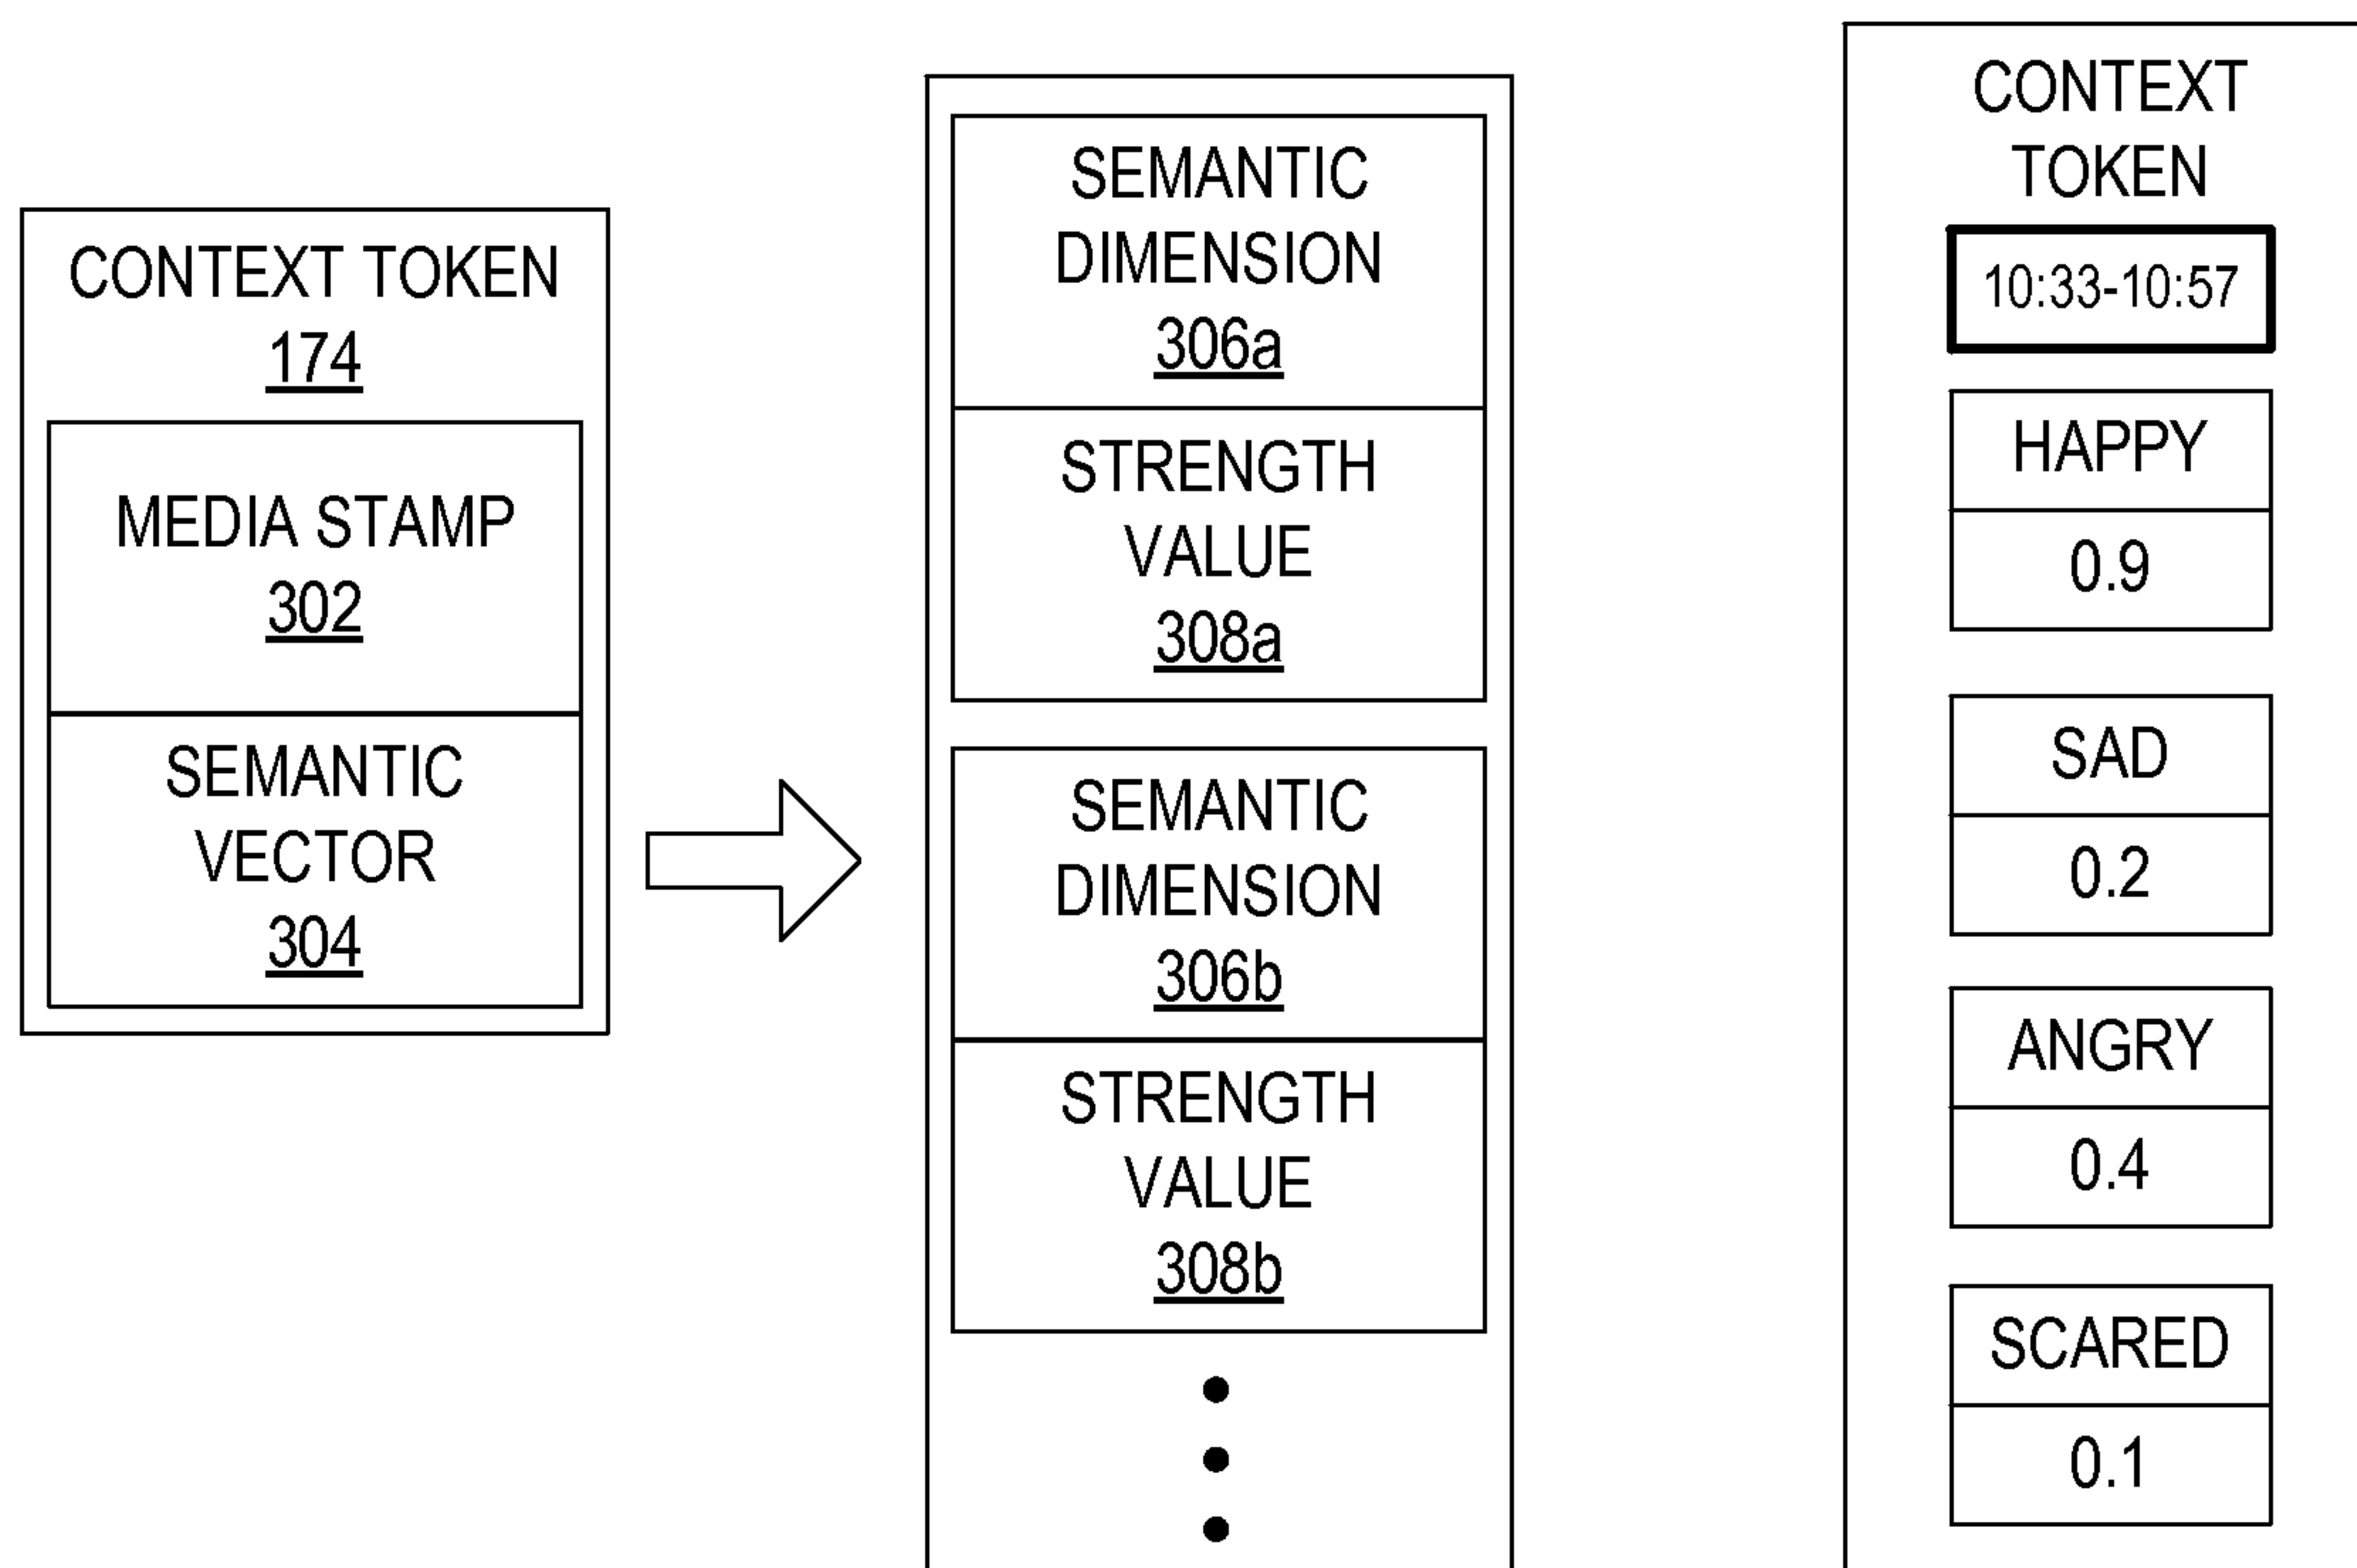 CONTEXT TOKEN
174
MEDIA STAMP
302
SEMANTIC
VECTOR
304
SEMANTIC
DIMENSION
306a
STRENGTH
VALUE
308a
SEMANTIC
DIMENSION
306b
STRENGTH
VALUE
308b
CONTEXT
TOKEN
10:33-10:57
HAPPY
0.9
SAD
0.2
ANGRY
0.4
SCARED
0.1